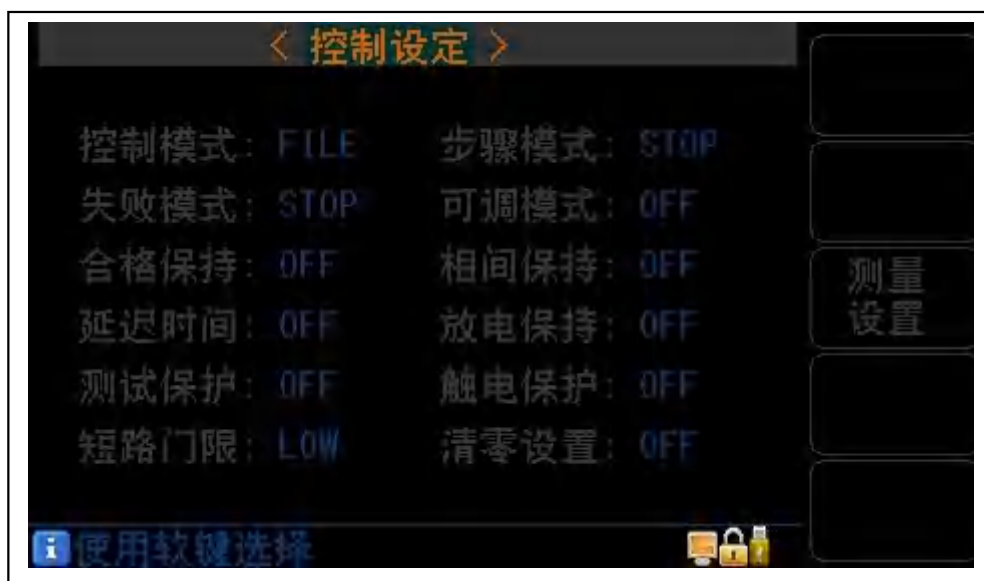 < 控制设定 >
控制模式: FILE 步骤模式: STOP
失败模式: STOP 可调模式: OFF
合格保持: OFF 相间保持: OFF
延迟时间: OFF 放电保持: OFF
测试保护: OFF 触电保护: OFF
短路门限: LOW 清零设置: OFF
测量
设置
使用软键选择